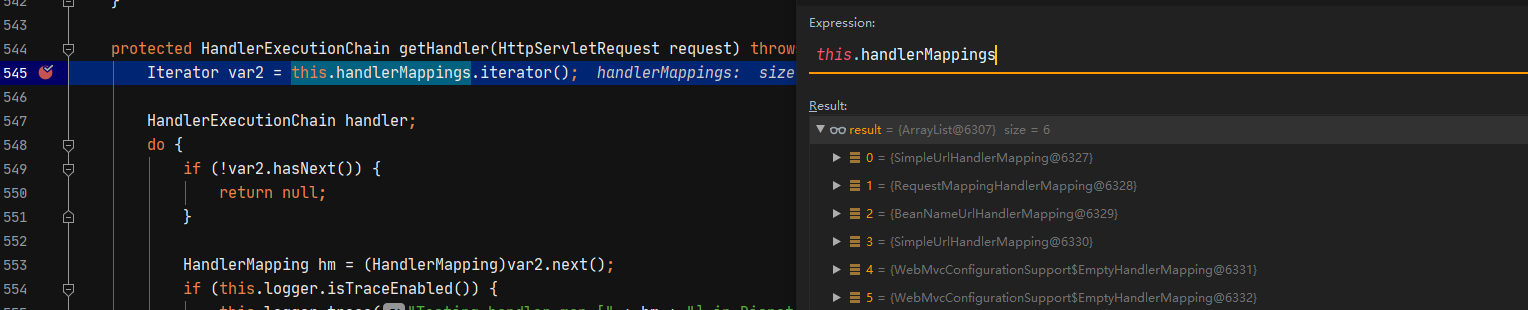 542
}
543
544
protected HandlerExecutionChain getHandler(HttpServletRequest request) throw
545
Iterator var2 = this.handlerMappings.iterator(); handlerMappings: size
546
547
HandlerExecutionChain handler;
548
do {
549
if (!var2.hasNext()) {
550
return null;
551
}
552
553
HandlerMapping hm = (HandlerMapping)var2.next();
554
if (this.logger.isTraceEnabled()) {
Expression:
this.handlerMappings
Result:
result = {ArrayList@6307} size = 6
0 = {SimpleUrlHandlerMapping@6327}
1 = {RequestMappingHandlerMapping@6328}
2 = {BeanNameUrlHandlerMapping@6329}
3 = {SimpleUrlHandlerMapping@6330}
4 = {WebMvcConfigurationSupport$EmptyHandlerMapping@6331}
5 = {WebMvcConfigurationSupport$EmptyHandlerMapping@6332}